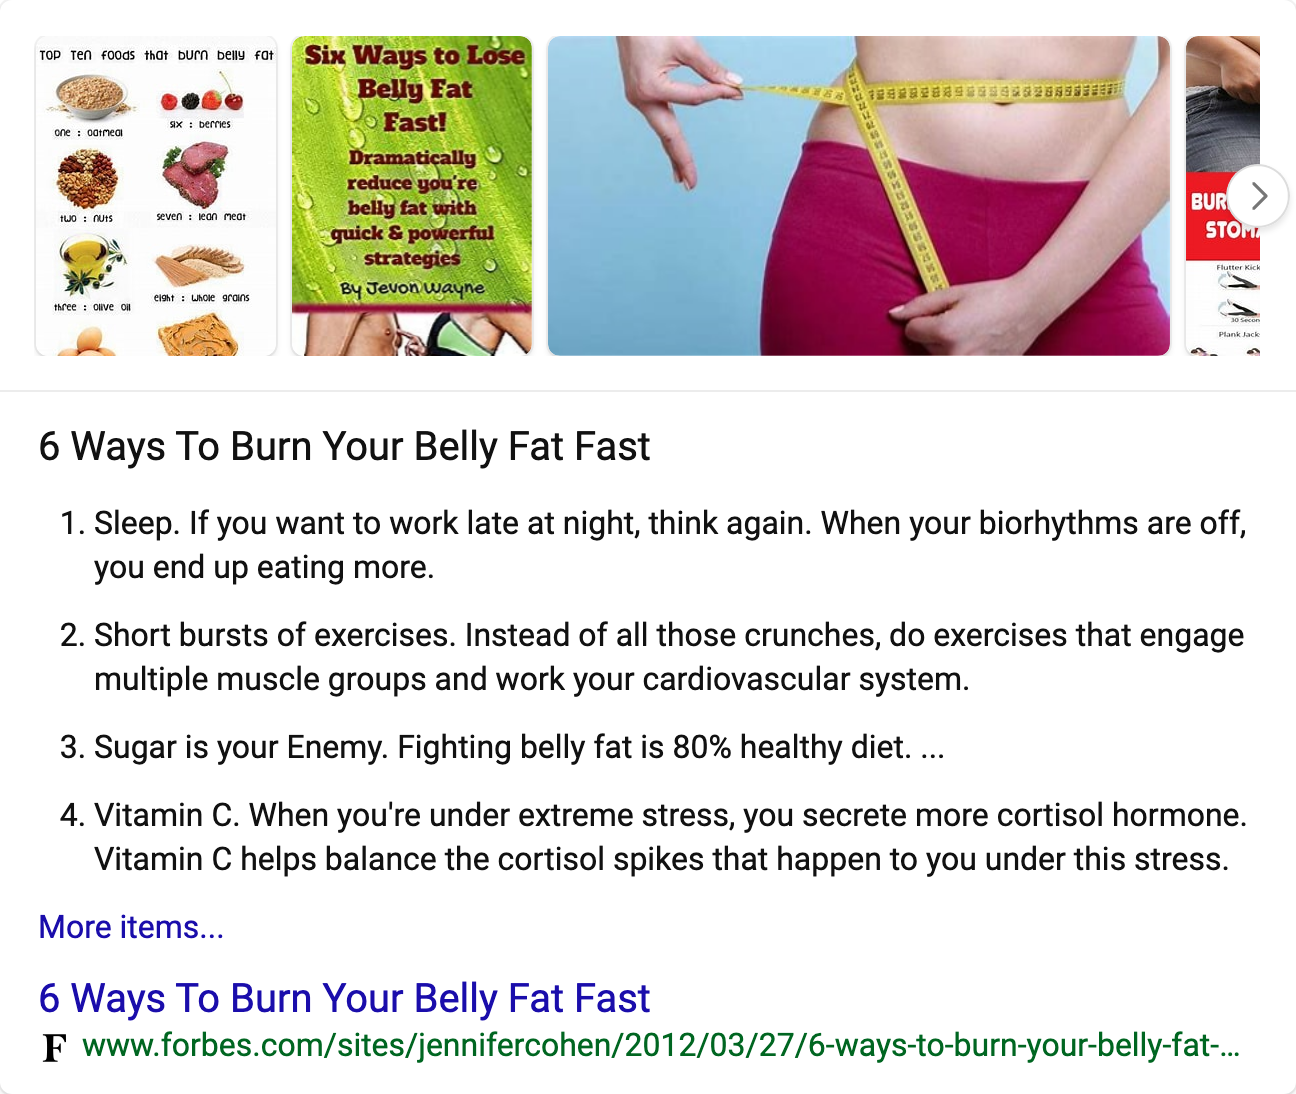 TOP Ten foods that burn belly fat
one : oatmeal
six : berries
two : nuts
seven : lean meat
three : olive oil
eight : whole grains
Six Ways to Lose
Belly Fat
Fast!
Dramatically
reduce you're
belly fat with
quick & powerful
strategies
By Jevon Wayne
BUR
STOM
Flutter Kick
30 Secon
Plank Jack
6 Ways To Burn Your Belly Fat Fast
1. Sleep. If you want to work late at night, think again. When your biorhythms are off,
you end up eating more.
2. Short bursts of exercises. Instead of all those crunches, do exercises that engage
multiple muscle groups and work your cardiovascular system.
3. Sugar is your Enemy. Fighting belly fat is 80% healthy diet. ...
4. Vitamin C. When you're under extreme stress, you secrete more cortisol hormone.
Vitamin C helps balance the cortisol spikes that happen to you under this stress.
More items...
6 Ways To Burn Your Belly Fat Fast
F www.forbes.com/sites/jennifercohen/2012/03/27/6-ways-to-burn-your-belly-fat-...